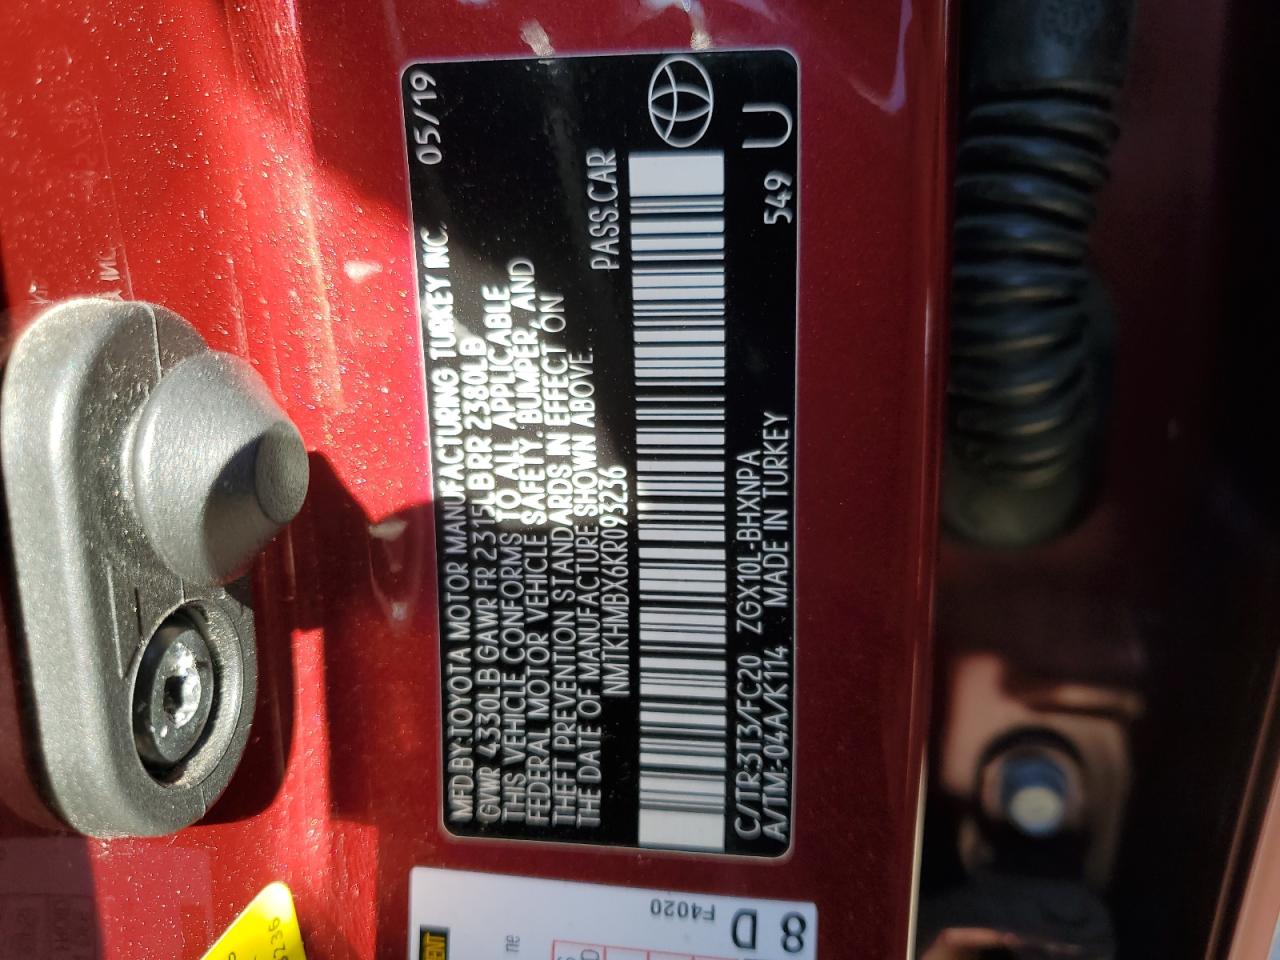 MFD.BY:TOYOTA MOTOR MANUFACTURING TURKEY INC. 05/19
GVWR 4330LB GAWR FR 2315LB RR 2380LB
THIS VEHICLE CONFORMS TO ALL APPLICABLE
FEDERAL MOTOR VEHICLE SAFETY, BUMPER, AND
THEFT PREVENTION STANDARDS IN EFFECT ON
THE DATE OF MANUFACTURE SHOWN ABOVE.
NMTKHMBX6KR093236 PASS.CAR
C/TR:3T3/FC20 ZGX10L-BHXNPA 549 U
A/TM:-04A/K114 MADE IN TURKEY
8
D
F4020